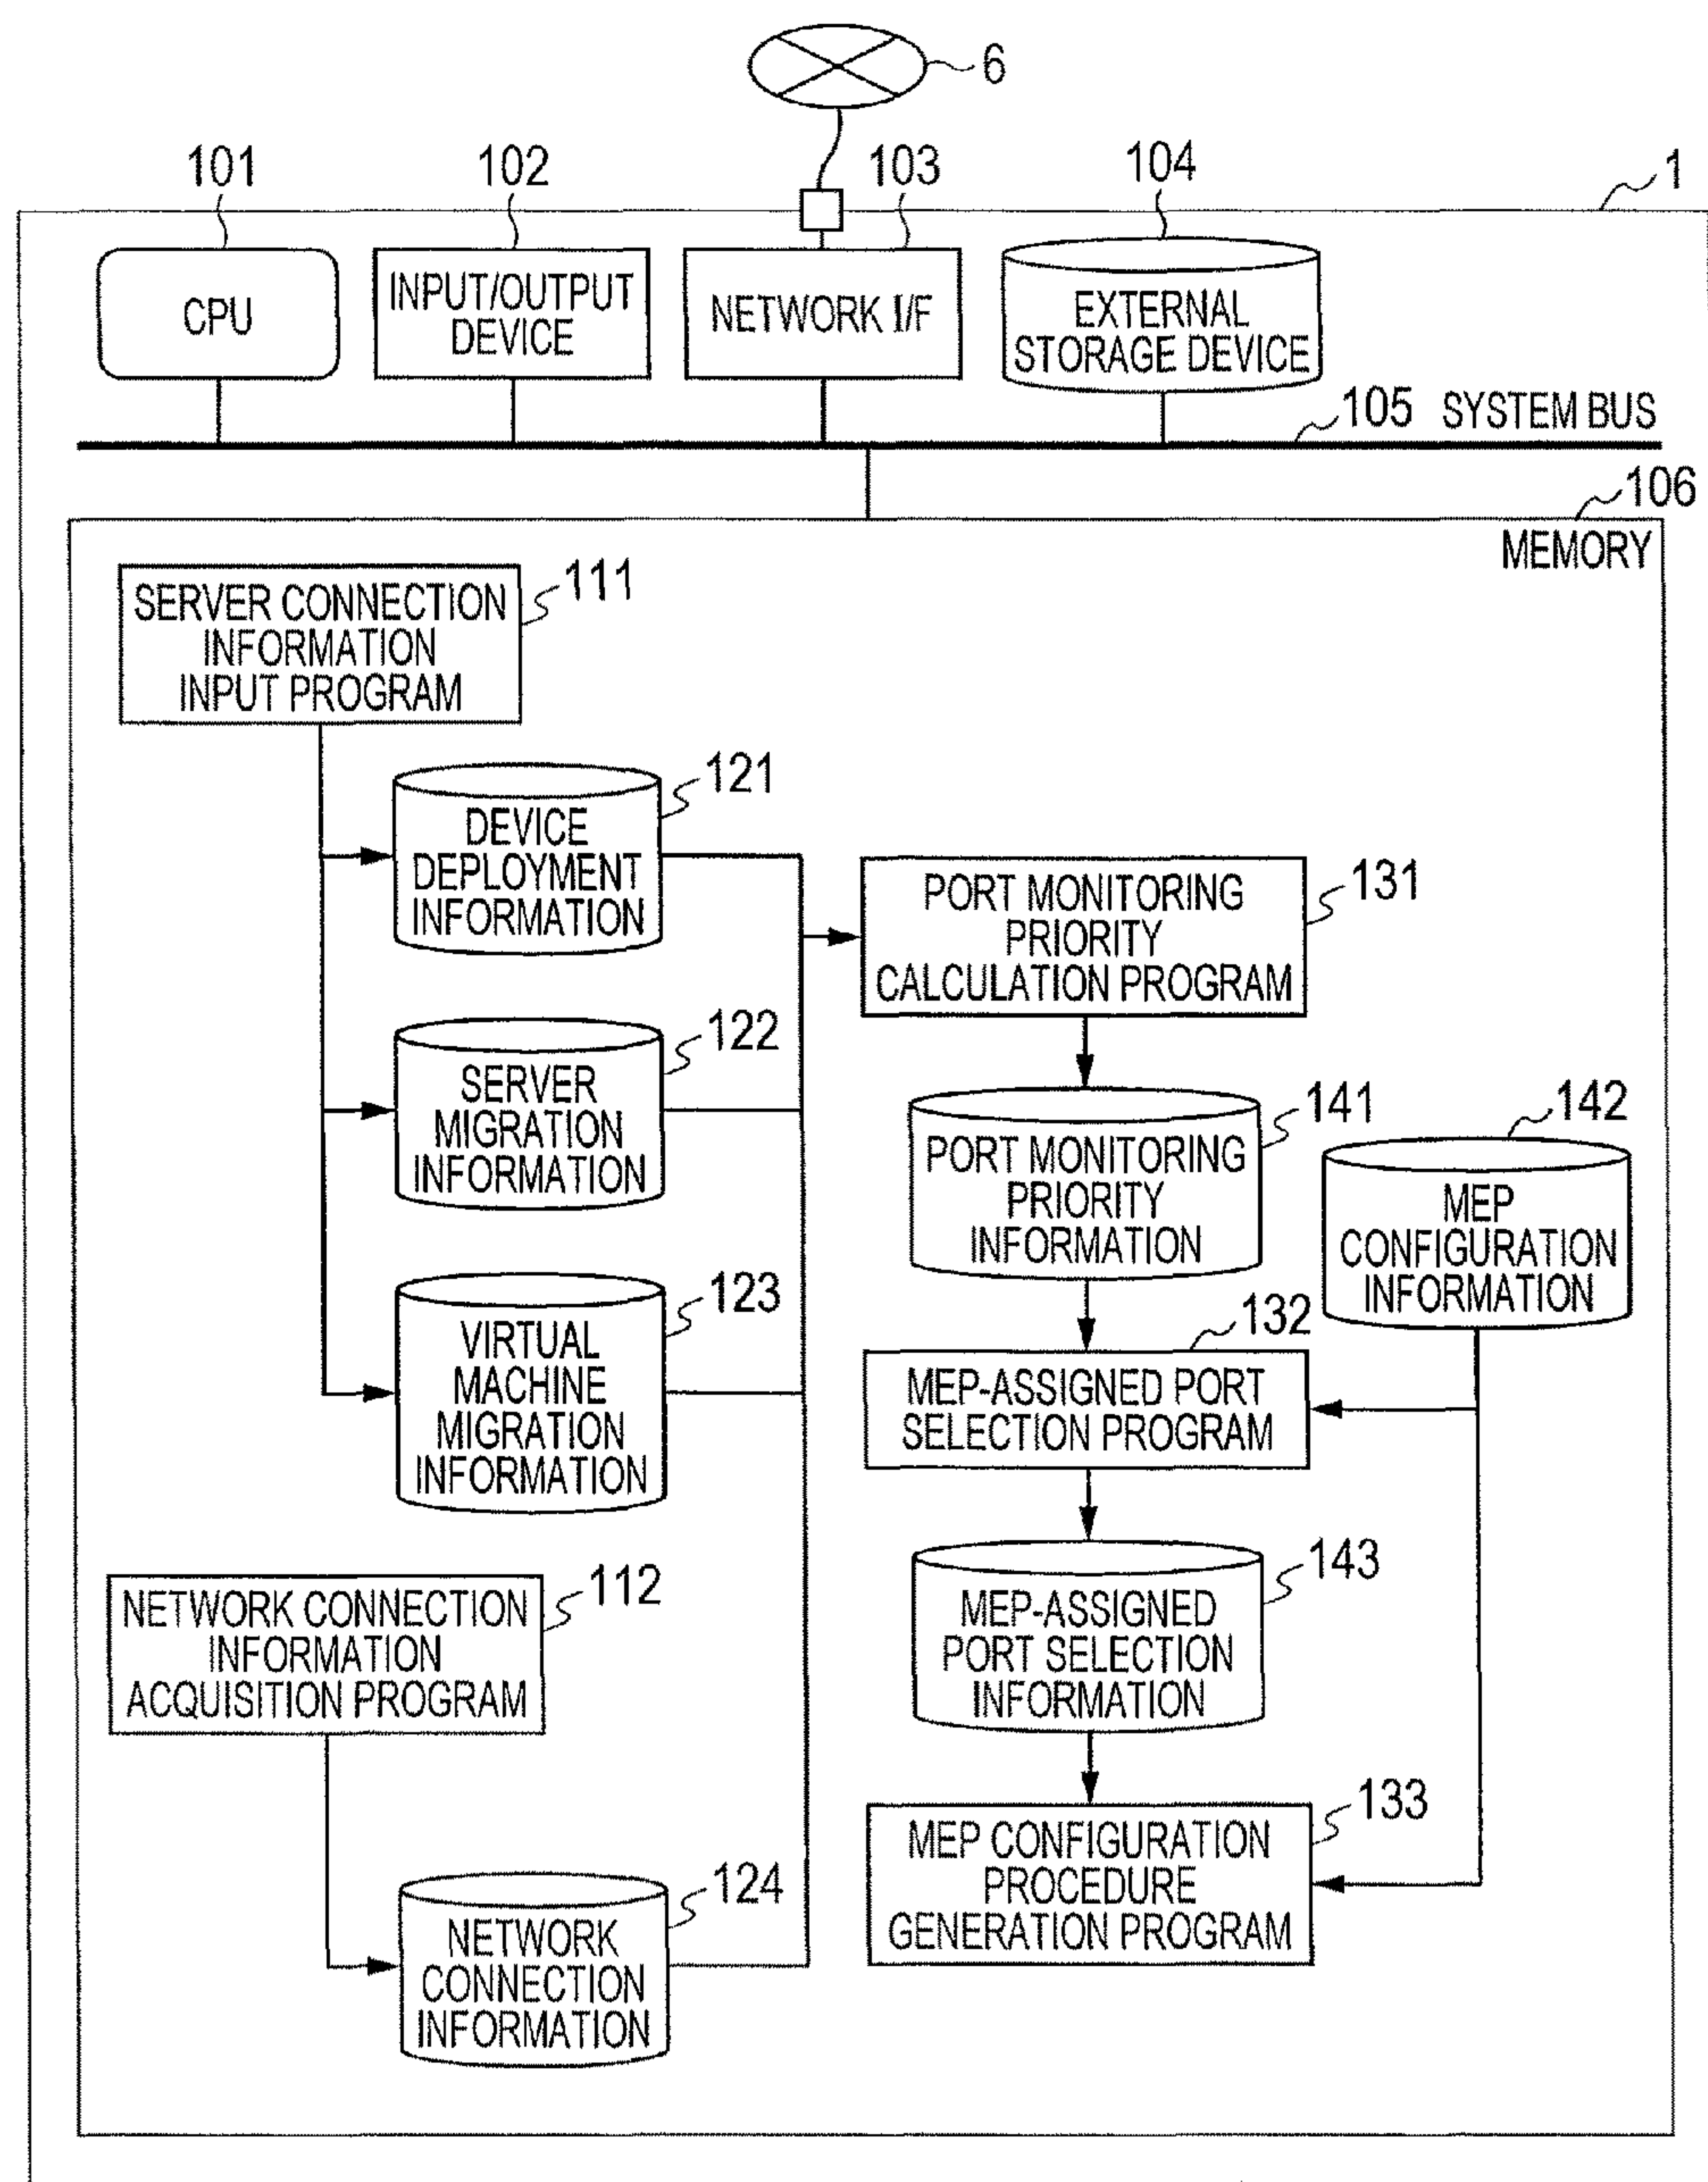 6
101
102
103
104
1
CPU
INPUT/OUTPUT
DEVICE
NETWORK I/F
EXTERNAL
STORAGE DEVICE
105 SYSTEM BUS
106
MEMORY
SERVER CONNECTION
INFORMATION
INPUT PROGRAM
111
DEVICE
DEPLOYMENT
INFORMATION
121
PORT MONITORING
PRIORITY
CALCULATION PROGRAM
131
SERVER
MIGRATION
INFORMATION
122
PORT MONITORING
PRIORITY
INFORMATION
141
142
MEP
CONFIGURATION
INFORMATION
VIRTUAL
MACHINE
MIGRATION
INFORMATION
123
132
MEP-ASSIGNED PORT
SELECTION PROGRAM
NETWORK CONNECTION
INFORMATION
ACQUISITION PROGRAM
112
MEP-ASSIGNED
PORT SELECTION
INFORMATION
143
MEP CONFIGURATION
PROCEDURE
GENERATION PROGRAM
133
NETWORK
CONNECTION
INFORMATION
124